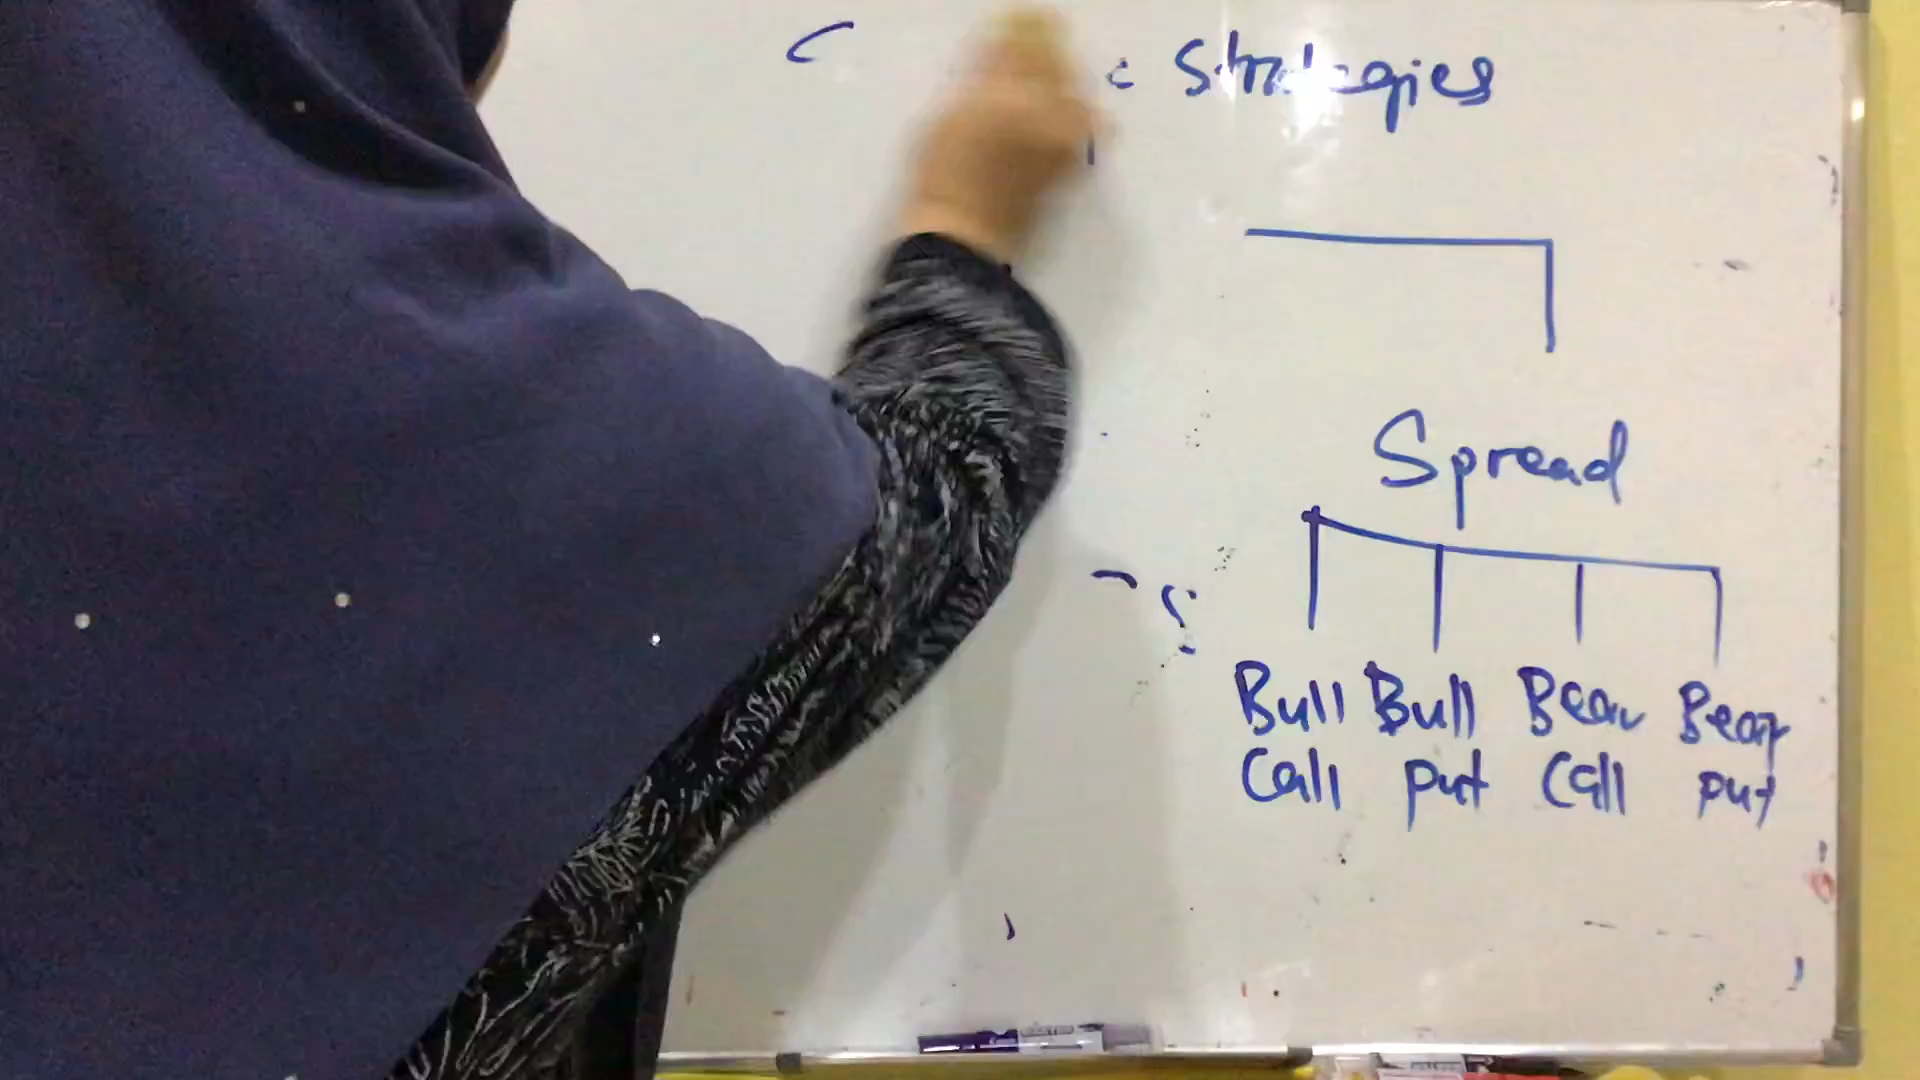 Strategies
Spread
Bull Bull Bear Bear
Call put Call put